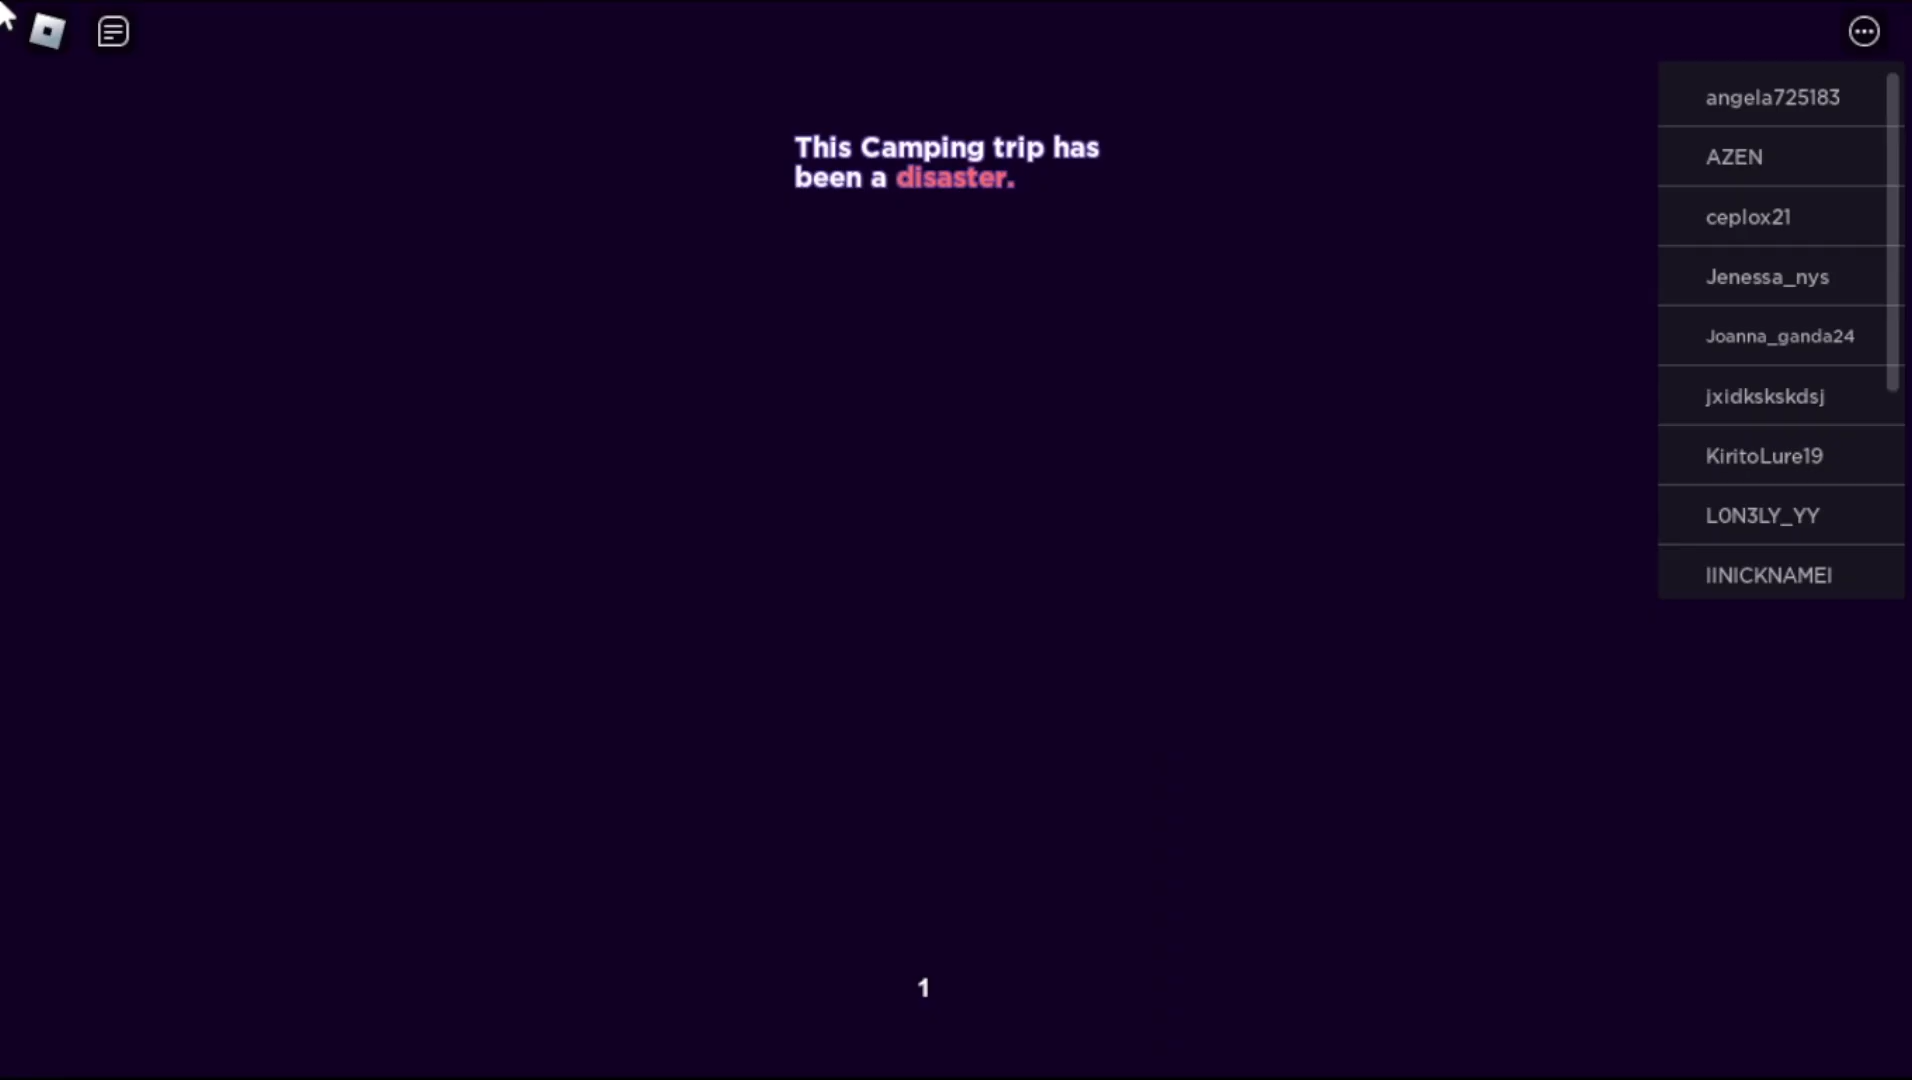 This Camping trip has
been a disaster.
angela725183
AZEN
ceplox21
Jenessa_nys
Joanna_ganda24
jxidkskskdsj
KiritoLure19
L0N3LY_YY
IINICKNAMEI
1